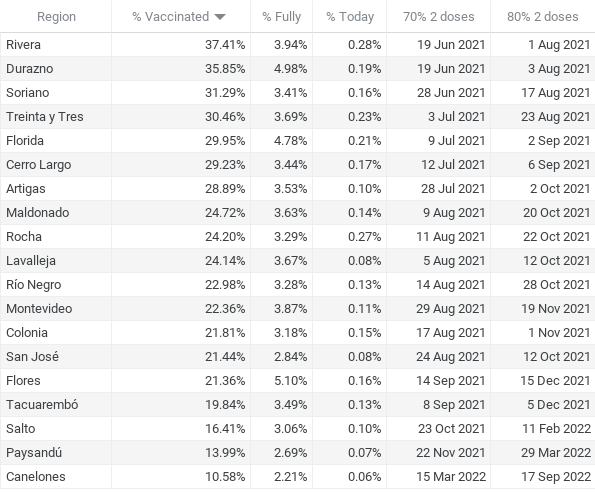 Region % Vaccinated % Fully % Today 70% 2 doses 80% 2 doses
Rivera 37.41% 3.94% 0.28% 19 Jun 2021 1 Aug 2021
Durazno 35.85% 4.98% 0.19% 19 Jun 2021 3 Aug 2021
Soriano 31.29% 3.41% 0.16% 28 Jun 2021 17 Aug 2021
Treinta y Tres 30.46% 3.69% 0.23% 3 Jul 2021 23 Aug 2021
Florida 29.95% 4.78% 0.21% 9 Jul 2021 2 Sep 2021
Cerro Largo 29.23% 3.44% 0.17% 12 Jul 2021 6 Sep 2021
Artigas 28.89% 3.53% 0.10% 28 Jul 2021 2 Oct 2021
Maldonado 24.72% 3.63% 0.14% 9 Aug 2021 20 Oct 2021
Rocha 24.20% 3.29% 0.27% 11 Aug 2021 22 Oct 2021
Lavalleja 24.14% 3.67% 0.08% 5 Aug 2021 12 Oct 2021
Río Negro 22.98% 3.28% 0.13% 14 Aug 2021 28 Oct 2021
Montevideo 22.36% 3.87% 0.11% 29 Aug 2021 19 Nov 2021
Colonia 21.81% 3.18% 0.15% 17 Aug 2021 1 Nov 2021
San José 21.44% 2.84% 0.08% 24 Aug 2021 12 Oct 2021
Flores 21.36% 5.10% 0.16% 14 Sep 2021 15 Dec 2021
Tacuarembó 19.84% 3.49% 0.13% 8 Sep 2021 5 Dec 2021
Salto 16.41% 3.06% 0.10% 23 Oct 2021 11 Feb 2022
Paysandú 13.99% 2.69% 0.07% 22 Nov 2021 29 Mar 2022
Canelones 10.58% 2.21% 0.06% 15 Mar 2022 17 Sep 2022